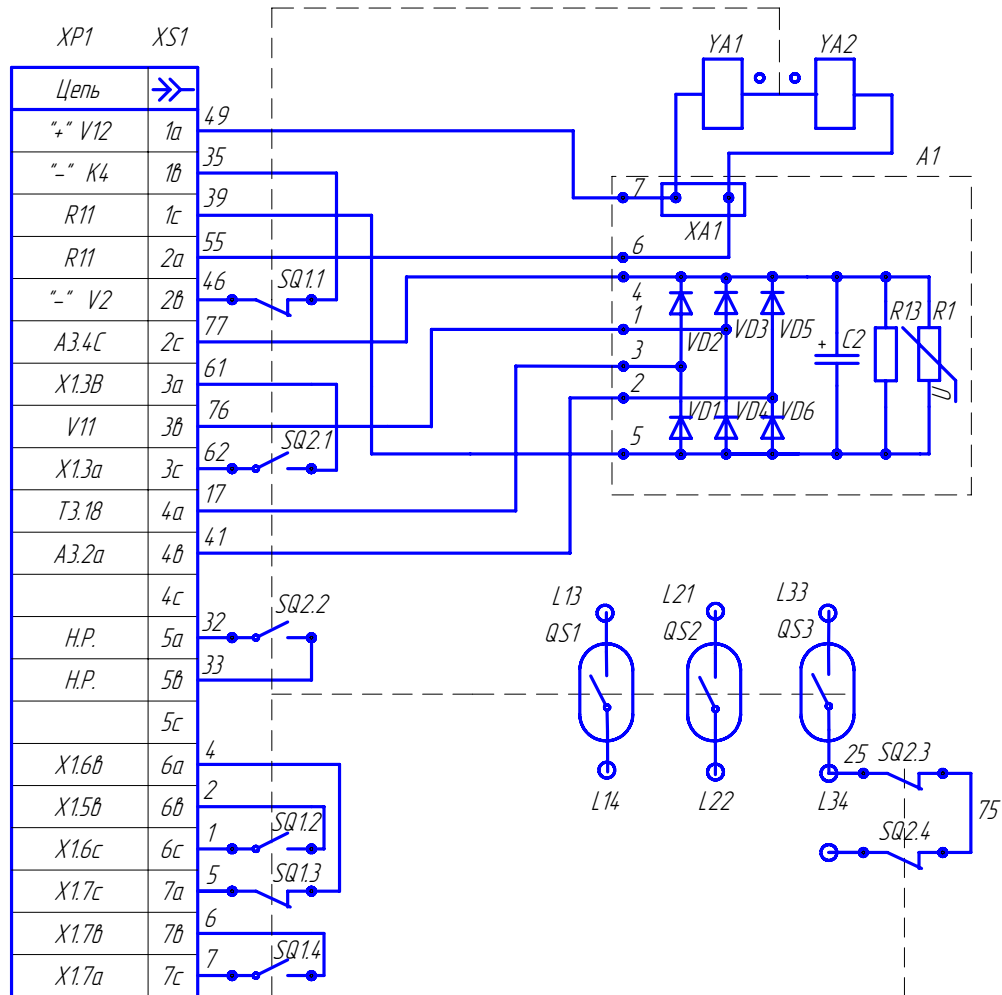 XP1 XS1
Цепь
"+" V12 1а 49
"-" К4 1в 35
R11 1с 39
R11 2а 55
"-" V2 2в 46 SQ1.1
А3.4С 2с 77
Х1.3В 3а 61
V11 3в 76
Х1.3а 3с 62 SQ2.1
Т3.18 4а 17
А3.2а 4в 41
4с
Н.Р. 5а 32 SQ2.2
Н.Р. 5в 33
5с
Х1.6в 6а 4
Х1.5в 6в 2
Х1.6с 6с 1 SQ1.2
Х1.7с 7а 5 SQ1.3
Х1.7в 7в 6
Х1.7а 7с 7 SQ1.4
YA1 YA2
A1
7
XA1
6
4
1
3
2
5
VD2 VD3 VD5
VD1 VD4 VD6
+ C2
R13 R1
U
L13 L21 L33
QS1 QS2 QS3
L14 L22 L34
25 SQ2.3
75
SQ2.4